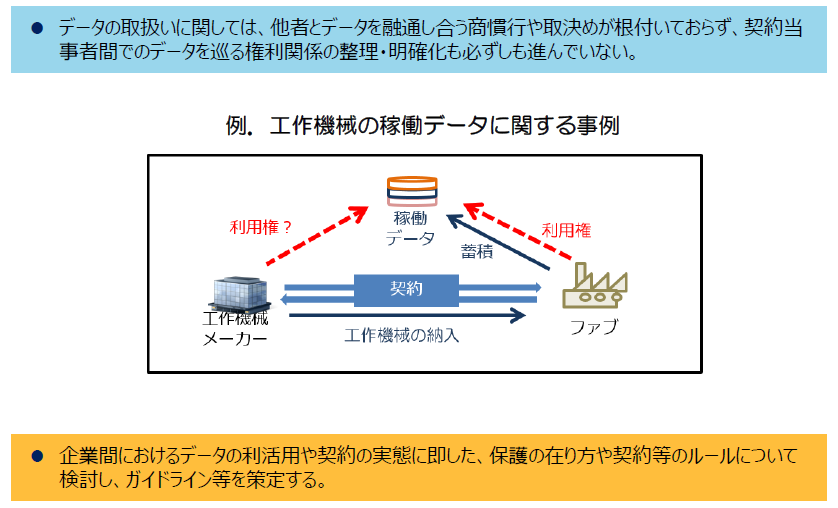 ● データの取扱いに関しては、他者とデータを融通し合う商慣行や取決めが根付いておらず、契約当
事者間でのデータを巡る権利関係の整理・明確化も必ずしも進んでいない。
例．工作機械の稼働データに関する事例
利用権？
稼働
データ
利用権
蓄積
契約
工作機械
メーカー
工作機械の納入
ファブ
● 企業間におけるデータの利活用や契約の実態に即した、保護の在り方や契約等のルールについて
検討し、ガイドライン等を策定する。